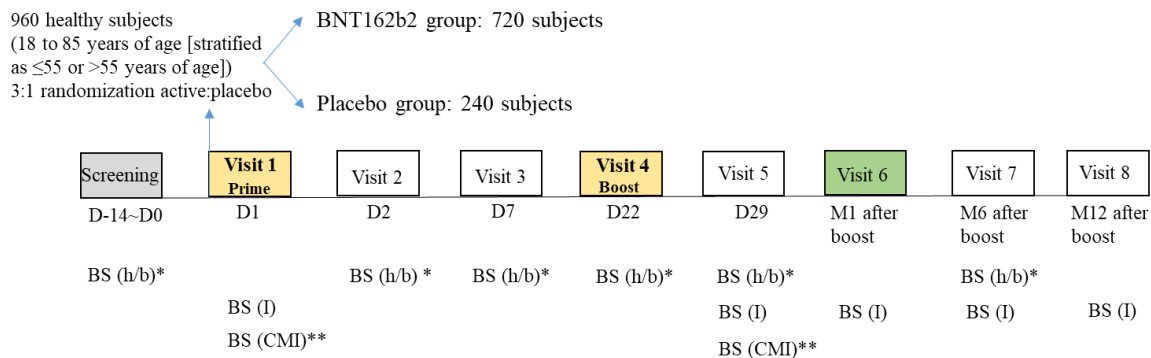 960 healthy subjects
(18 to 85 years of age [stratified
as ≤55 or >55 years of age])
3:1 randomization active:placebo
BNT162b2 group: 720 subjects
Placebo group: 240 subjects
Screening
Visit 1
Prime
Visit 2
Visit 3
Visit 4
Boost
Visit 5
Visit 6
Visit 7
Visit 8
D-14~D0
D1
D2
D7
D22
D29
M1 after
boost
M6 after
boost
M12 after
boost
BS (h/b)*
BS (h/b) *
BS (h/b)*
BS (h/b)*
BS (h/b)*
BS (h/b)*
BS (I)
BS (I)
BS (I)
BS (I)
BS (I)
BS (CMI)**
BS (CMI)**